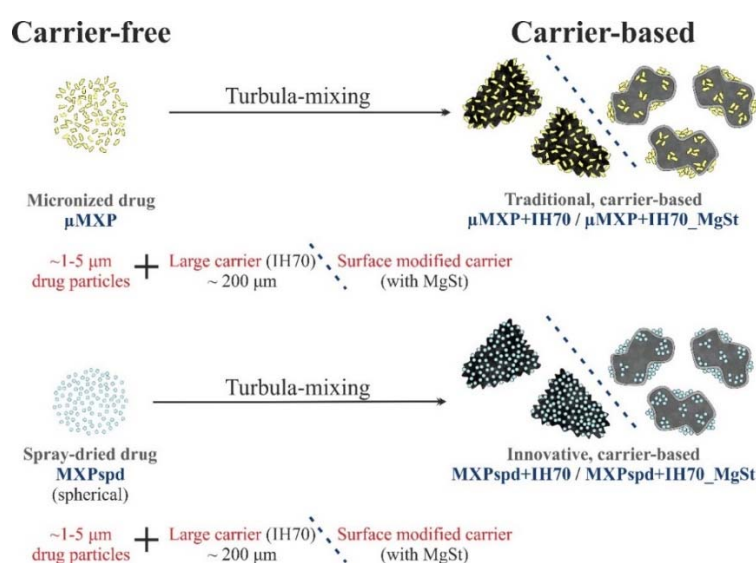 Carrier-free
Carrier-based
Turbula-mixing
Micronized drug
µMXP
Traditional, carrier-based
µMXP+IH70 / µMXP+IH70_MgSt
~1-5 µm
drug particles
+
Large carrier (IH70)
~ 200 µm
Surface modified carrier
(with MgSt)
Turbula-mixing
Spray-dried drug
MXPspd
(spherical)
Innovative, carrier-based
MXPspd+IH70 / MXPspd+IH70_MgSt
~1-5 µm
drug particles
+
Large carrier (IH70)
~ 200 µm
Surface modified carrier
(with MgSt)